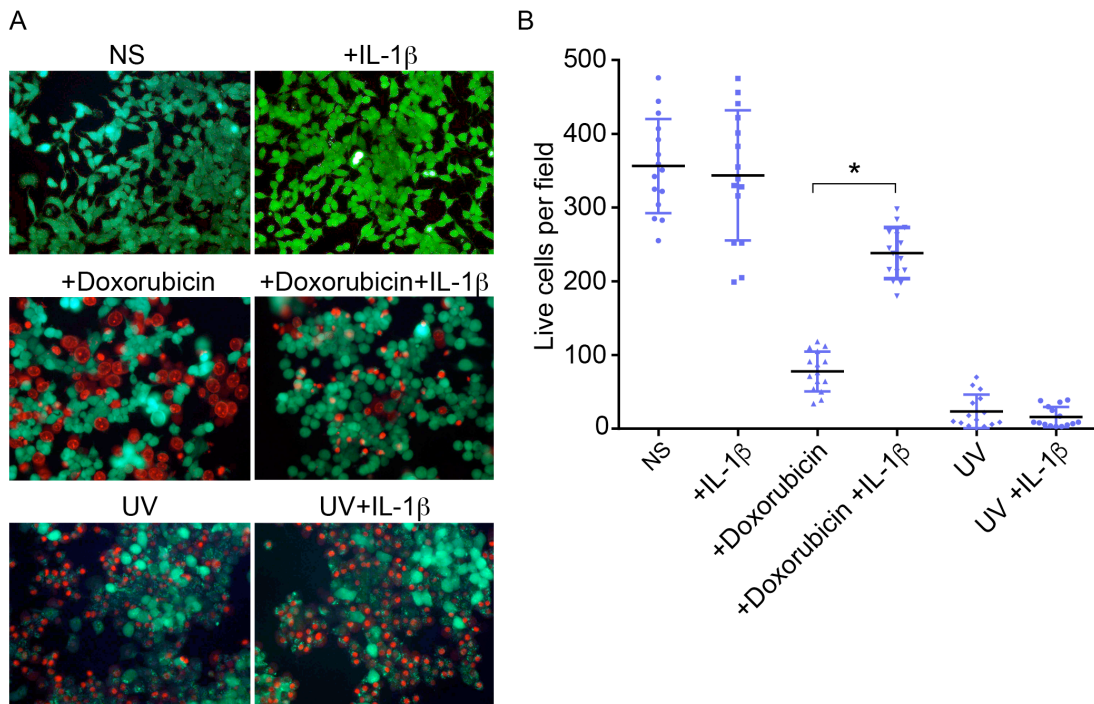 A
NS
+IL-1β
+Doxorubicin
+Doxorubicin+IL-1β
UV
UV+IL-1β
B
Live cells per field
500
400
300
200
100
0
*
NS
+IL-1β
+Doxorubicin
+Doxorubicin +IL-1β
UV
UV +IL-1β